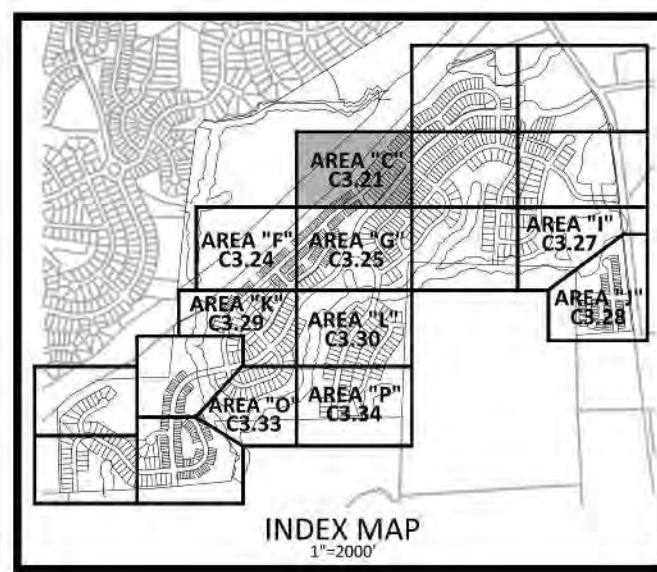 AREA "C"
C3.21
AREA "F"
C3.24
AREA "G"
C3.25
AREA "I"
C3.27
AREA "J"
C3.28
AREA "K"
C3.29
AREA "L"
C3.30
AREA "O"
C3.33
AREA "P"
C3.34
INDEX MAP
1"=2000'